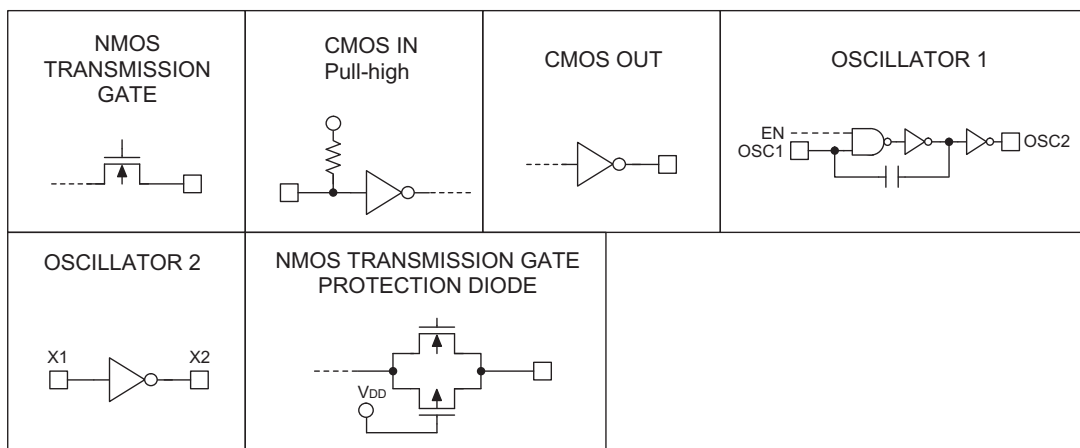 NMOS
TRANSMISSION
GATE
CMOS IN
Pull-high
CMOS OUT
OSCILLATOR 1
EN
OSC1
OSC2
OSCILLATOR 2
X1
X2
NMOS TRANSMISSION GATE
PROTECTION DIODE
VDD